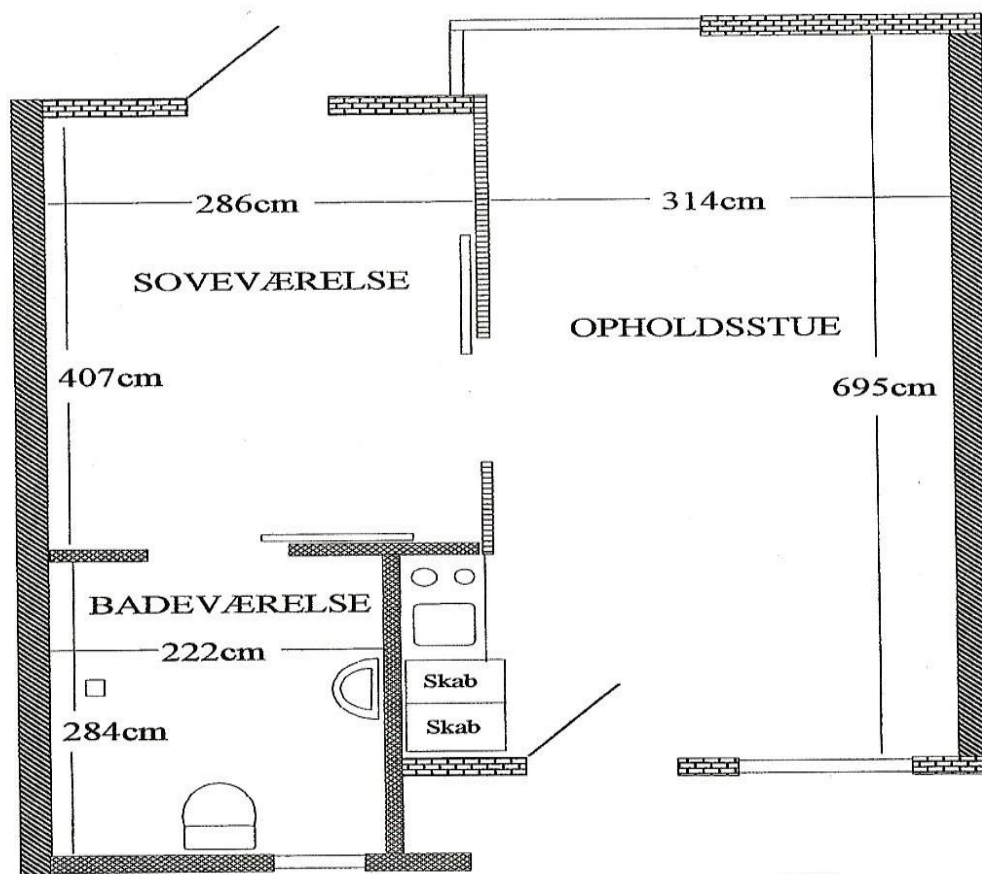 286cm
314cm
SOVEVÆRELSE
OPHOLDSSTUE
407cm
695cm
BADEVÆRELSE
222cm
Skab
Skab
284cm